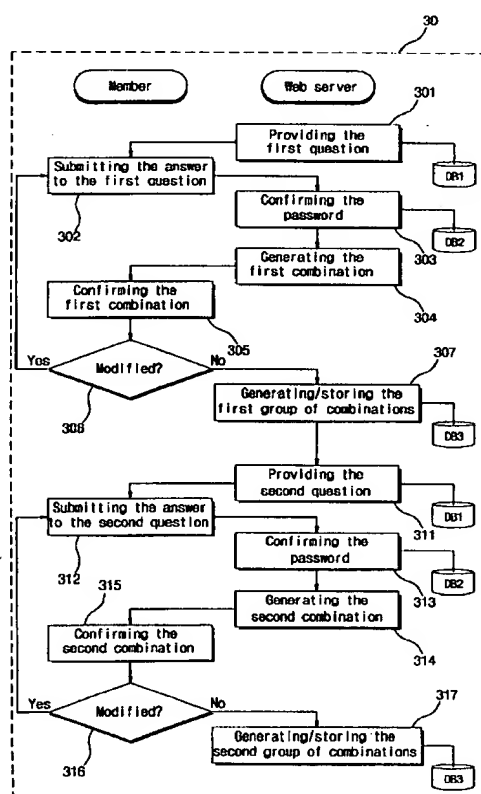 30
Member
Web server
301
Providing the
first question
DB1
Submitting the answer
to the first question
302
Confirming the
password
303
DB2
Generating the
first combination
304
Confirming the
first combination
305
Yes
Modified?
No
306
307
Generating/storing the
first group of combinations
DB3
Providing the
second question
311
DB1
Submitting the answer
to the second question
312
Confirming the
password
313
DB2
Generating the
second combination
314
315
Confirming the
second combination
Yes
Modified?
No
316
317
Generating/storing the
second group of combinations
DB3